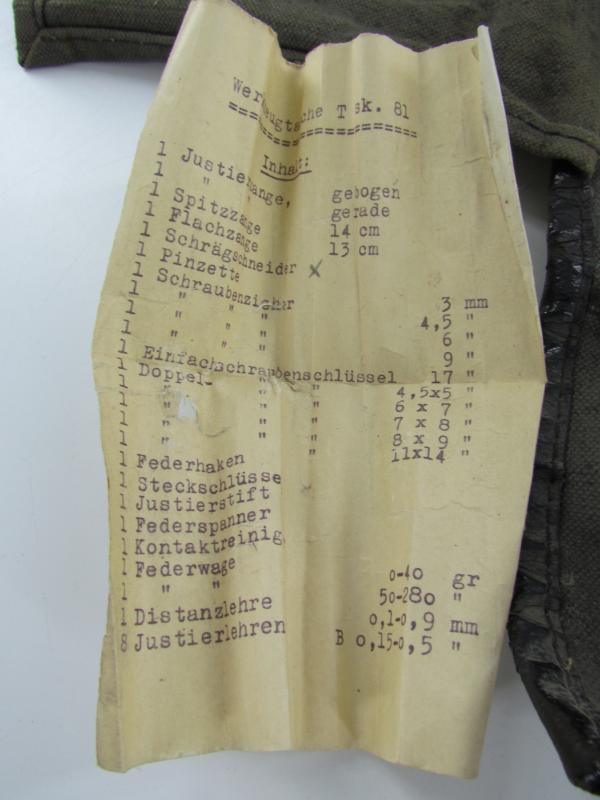 Werkzeugtasche Tsk. 81
Inhalt:
1 Justierzange, gebogen
1 " " gerade
1 Spitzzange 14 cm
1 Flachzange 13 cm
1 Schrägschneider x
1 Pinzette
1 Schraubenzieher 3 mm
1 " " " 4,5 "
1 " " " 6 "
1 " " " 9 "
1 Einfachschraubenschlüssel 17 "
1 Doppel- " " 4,5x5 "
1 " " " 6 x 7 "
1 " " " 7 x 8 "
1 " " " 8 x 9 "
1 " " " 11x14 "
1 Federhaken
1 Steckschlüsse
1 Justierstift
1 Federspanner
1 Kontaktreinig
1 Federwage 0-40 gr
1 " " 50-280 "
1 Distanzlehre 0,1-0,9 mm
8 Justierlehren B 0,15-0,5 "